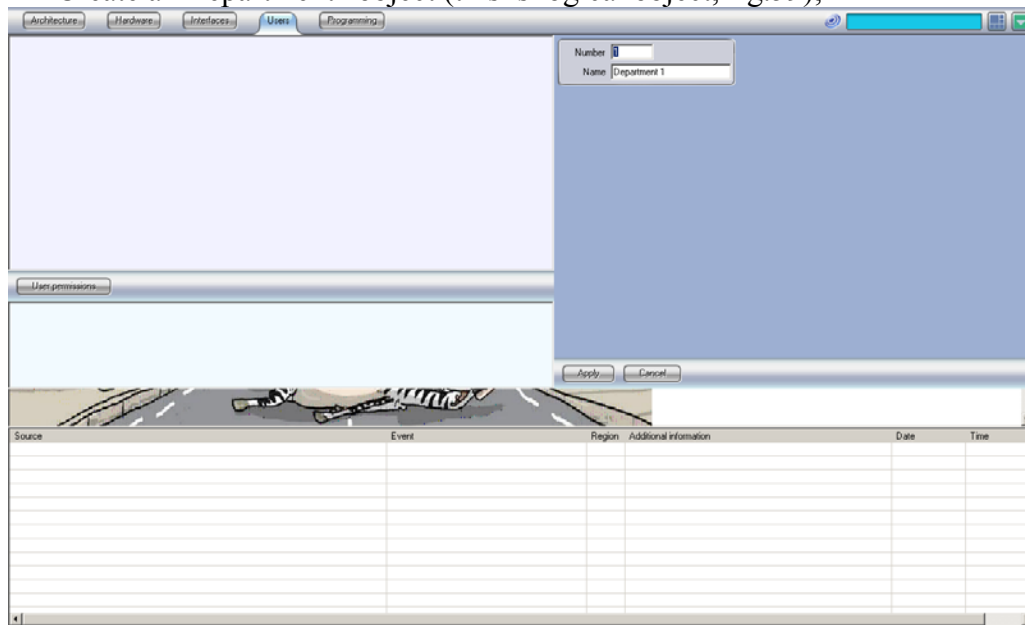 Architecture Hardware Interfaces Users Programming
Number 1
Name Department 1
User permissions
Apply Cancel
Source Event Region Additional information Date Time